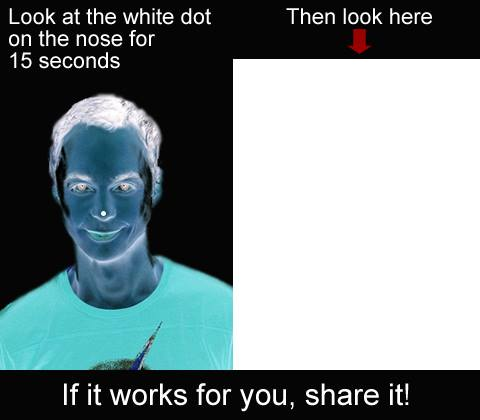 Look at the white dot
on the nose for
15 seconds
Then look here
If it works for you, share it!